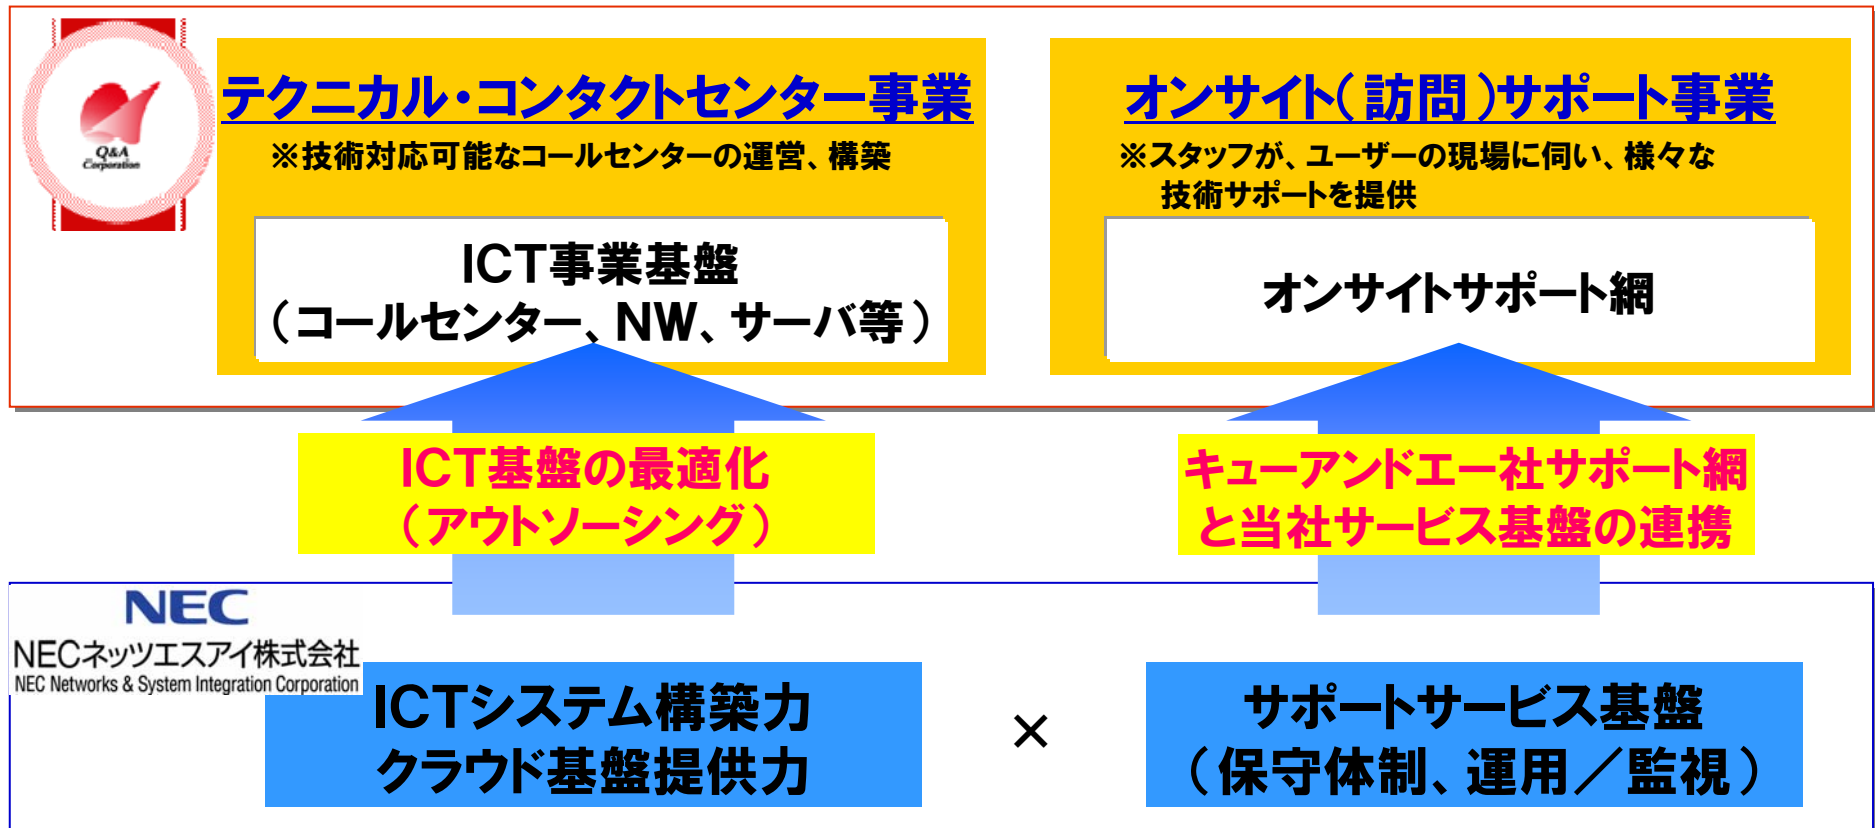 Q&A
Corporation
テクニカル・コンタクトセンター事業
※技術対応可能なコールセンターの運営、構築
ICT事業基盤
（コールセンター、NW、サーバ等）
オンサイト（訪問）サポート事業
※スタッフが、ユーザーの現場に伺い、様々な
技術サポートを提供
オンサイトサポート網
ICT基盤の最適化
（アウトソーシング）
キューアンドエー社サポート網
と当社サービス基盤の連携
NEC
NECネッツエスアイ株式会社
NEC Networks & System Integration Corporation
ICTシステム構築力
クラウド基盤提供力
×
サポートサービス基盤
（保守体制、運用／監視）